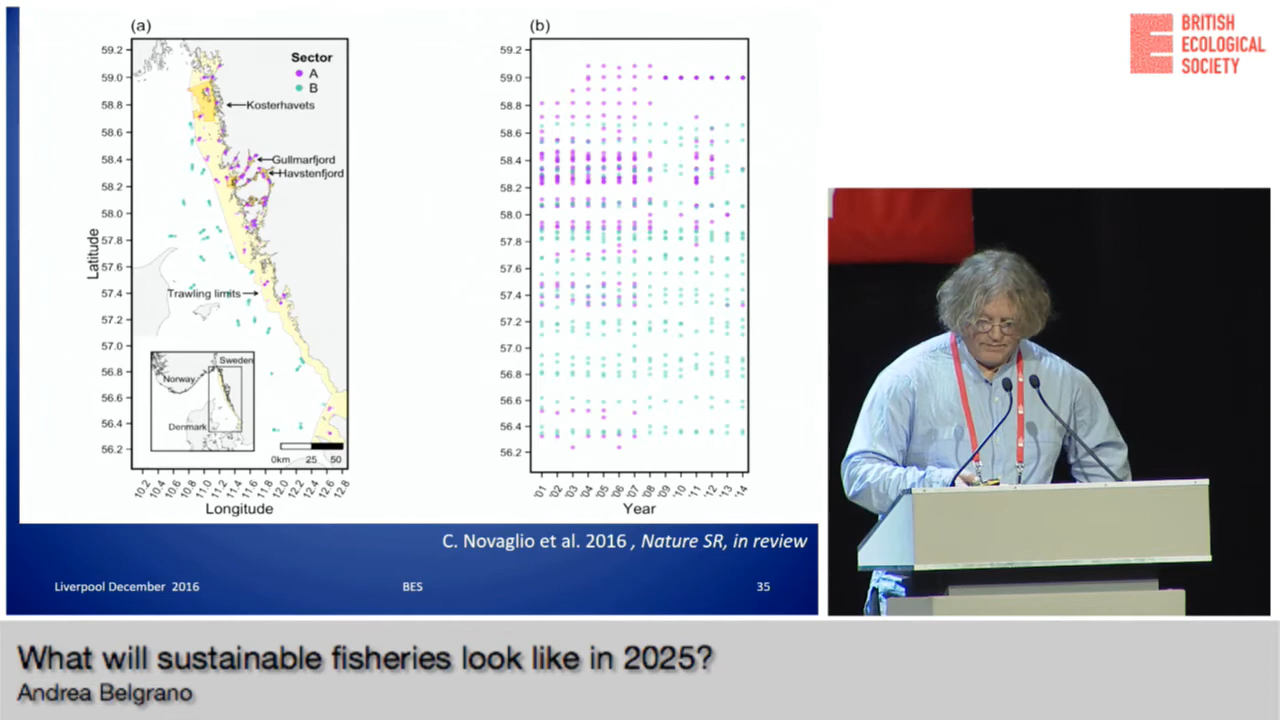 (a)
59.2
59.0
58.8
58.6
58.4
58.2
58.0
57.8
57.6
57.4
57.2
57.0
56.8
56.6
56.4
56.2
Latitude
Sector
A
B
Kosterhavets
Gullmarfjord
Havstenfjord
Trawling limits
Sweden
Norway
Denmark
0km 25 50
10.2 10.4 10.6 10.8 11.0 11.2 11.4 11.6 11.8 12.0 12.2 12.4 12.6 12.8
Longitude
(b)
59.2
59.0
58.8
58.6
58.4
58.2
58.0
57.8
57.6
57.4
57.2
57.0
56.8
56.6
56.4
56.2
'01 '02 '03 '04 '05 '06 '07 '08 '09 '10 '11 '12 '13 '14
Year
C. Novaglio et al. 2016 , Nature SR, in review
Liverpool December 2016 BES 35
BRITISH
ECOLOGICAL
SOCIETY
What will sustainable fisheries look like in 2025?
Andrea Belgrano